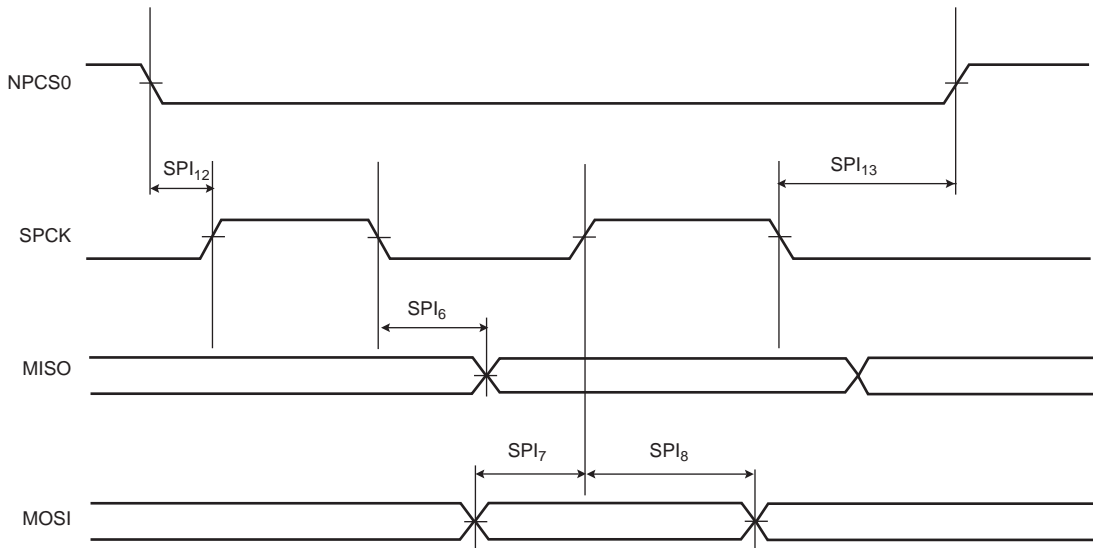 NPCS0
SPI₁₂
SPI₁₃
SPCK
SPI₆
MISO
SPI₇
SPI₈
MOSI